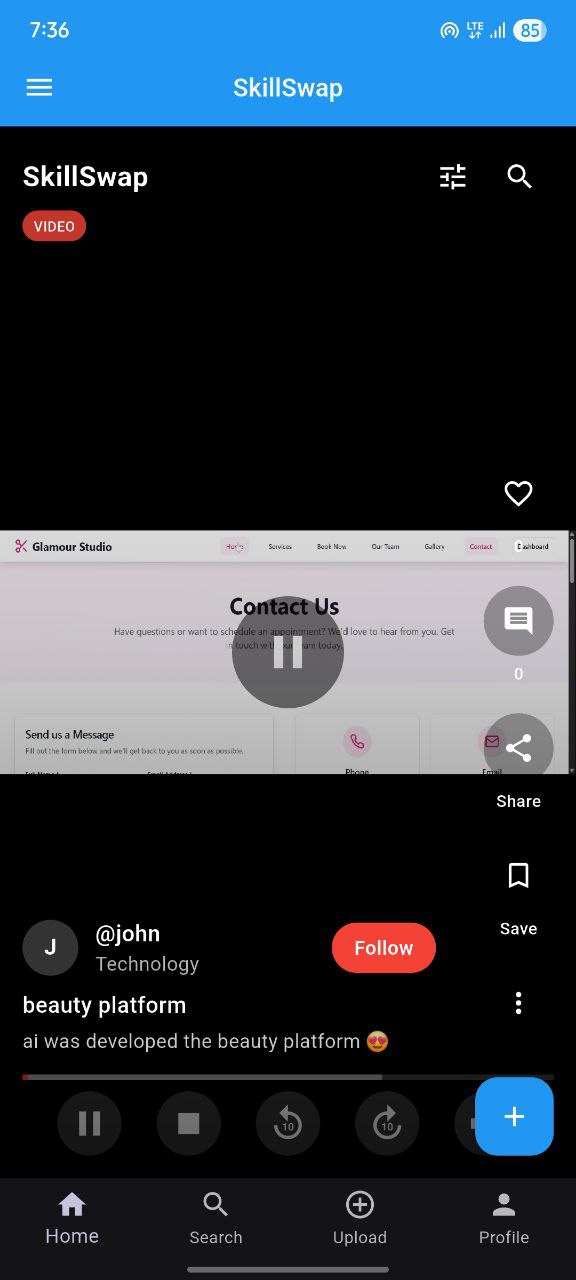 7:36
LTE
85
SkillSwap
SkillSwap
VIDEO
Glamour Studio
Home
Services
Book Now
Our Team
Gallery
Contact
Dashboard
Contact Us
Have questions or want to schedule an appointment? We'd love to hear from you. Get
in touch with our team today.
0
Send us a Message
Fill out the form below and we'll get back to you as soon as possible.
Phone
Email
Share
J
@john
Technology
Follow
Save
beauty platform
ai was developed the beauty platform 😍
10
10
Home
Search
Upload
Profile